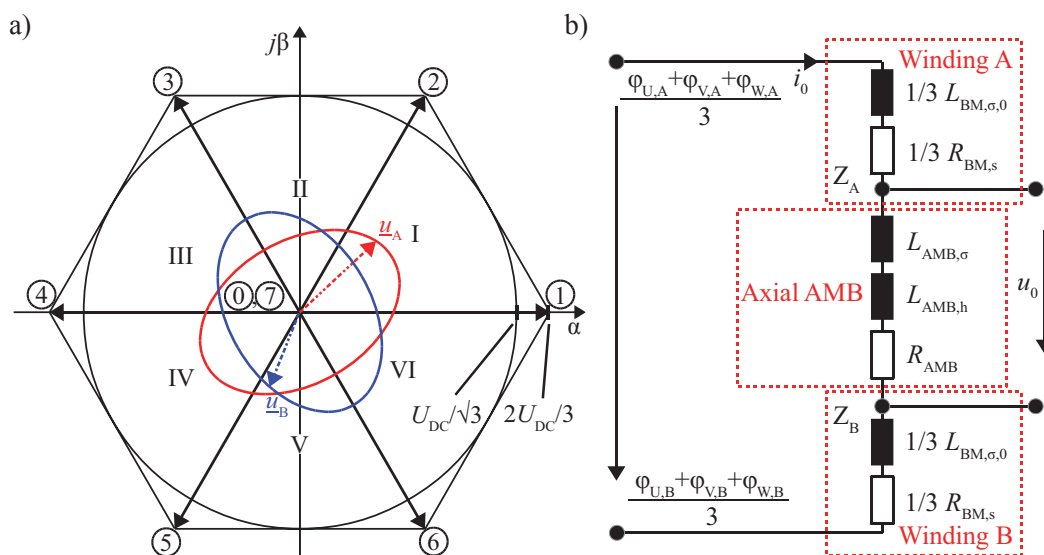 a)
jβ
③
②
II
u_A
I
III
④
⓪,⑦
①
α
IV
VI
u_B
U_DC/√3
2U_DC/3
V
⑤
⑥
b)
Winding A
φ_U,A+φ_V,A+φ_W,A
3
i_0
1/3 L_BM,σ,0
1/3 R_BM,s
Z_A
L_AMB,σ
Axial AMB
L_AMB,h
u_0
R_AMB
Z_B
1/3 L_BM,σ,0
φ_U,B+φ_V,B+φ_W,B
3
1/3 R_BM,s
Winding B